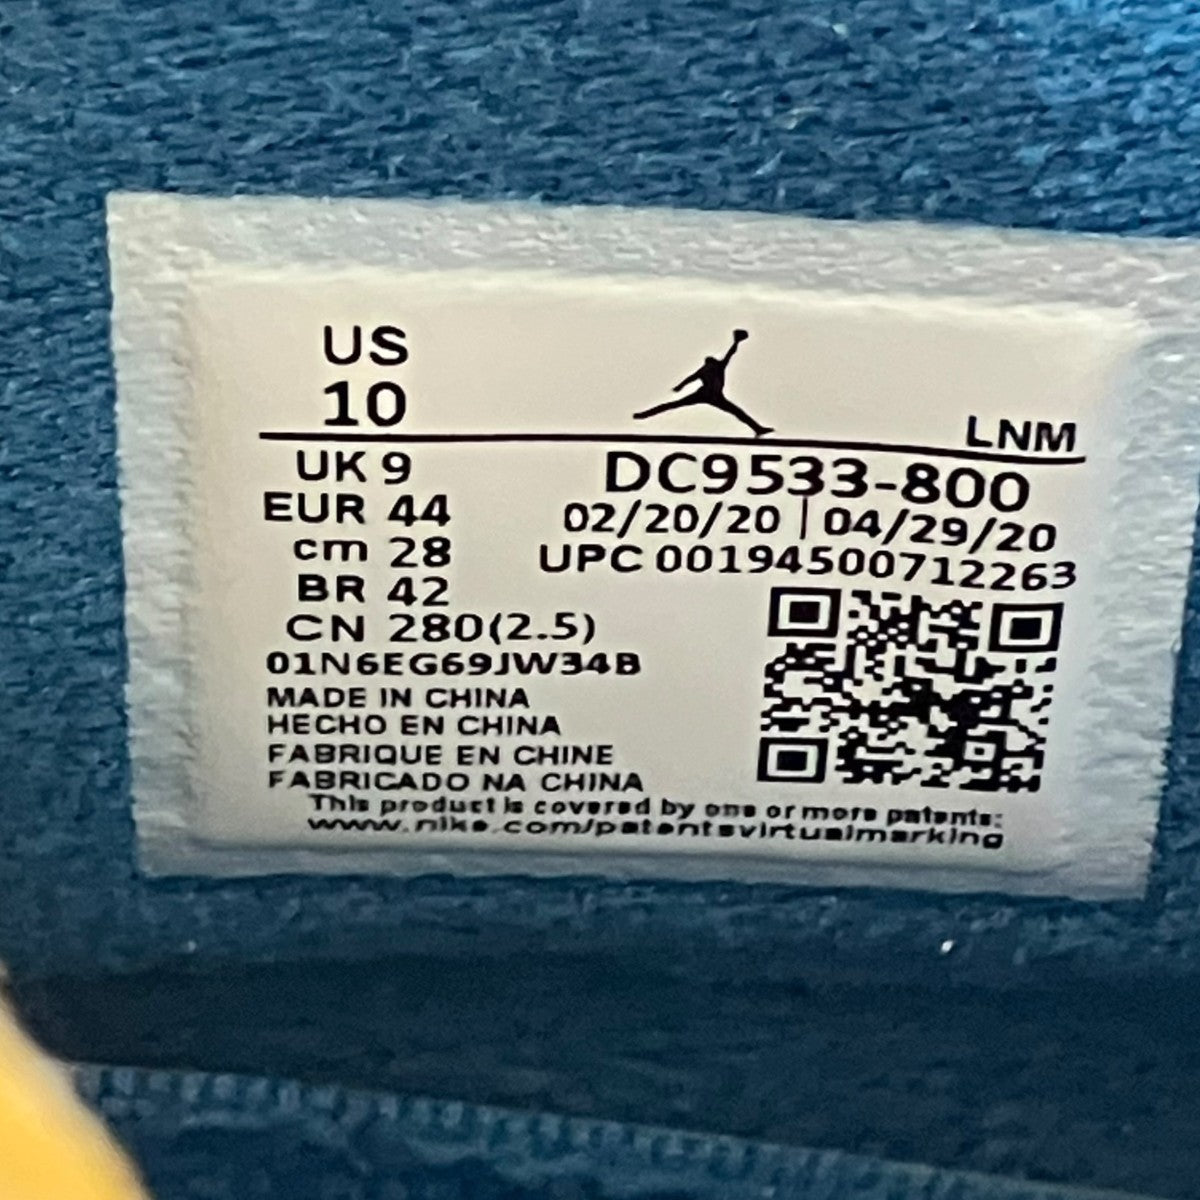 US
10
LNM
UK 9
EUR 44
cm 28
BR 42
CN 280(2.5)
01N6EG69JW34B
DC9533-800
02/20/20 | 04/29/20
UPC 00194500712263
MADE IN CHINA
HECHO EN CHINA
FABRIQUE EN CHINE
FABRICADO NA CHINA
This product is covered by one or more patents:
www.nike.com/patentsvirtualmarking